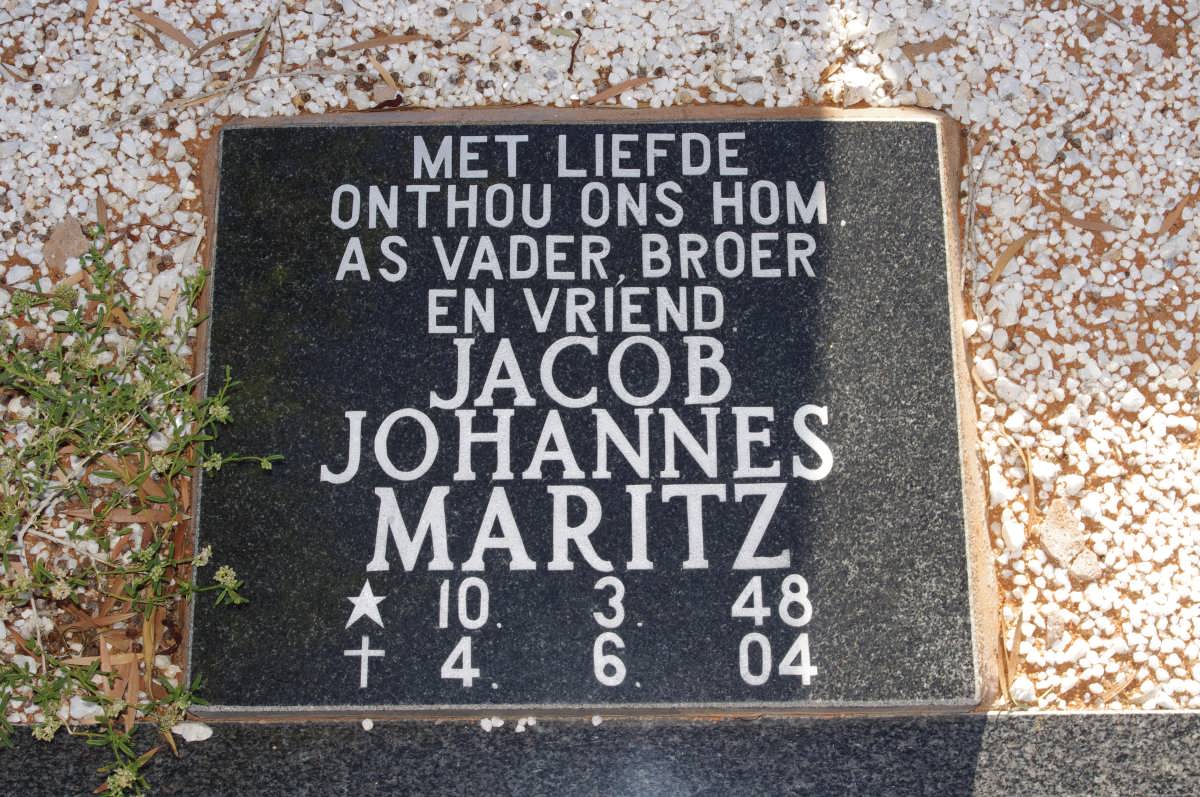 MET LIEFDE
ONTHOU ONS HOM
AS VADER, BROER
EN VRIEND.
JACOB
JOHANNES
MARITZ
★ 10. 3. 48
† 4. 6. 04